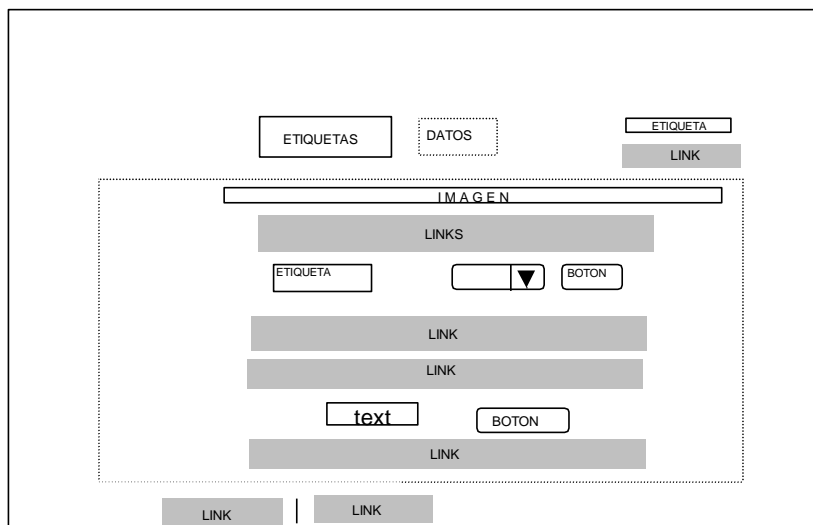 ETIQUETAS
DATOS
ETIQUETA
LINK
IMAGEN
LINKS
ETIQUETA
BOTON
LINK
LINK
text
BOTON
LINK
LINK
LINK